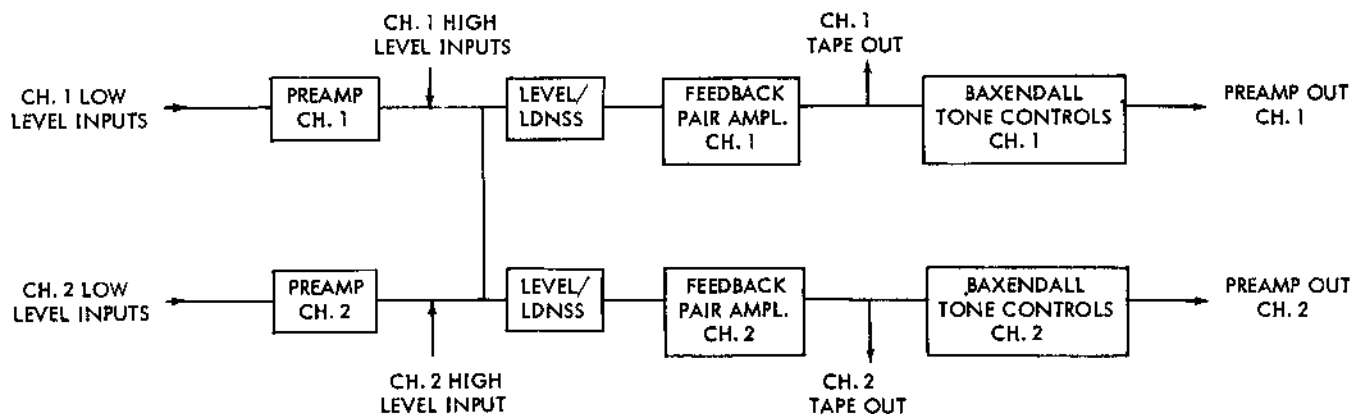 CH. 1 HIGH
LEVEL INPUTS
CH. 1
TAPE OUT
CH. 1 LOW
LEVEL INPUTS
PREAMP
CH. 1
LEVEL/
LDNSS
FEEDBACK
PAIR AMPL.
CH. 1
BAXENDALL
TONE CONTROLS
CH. 1
PREAMP OUT
CH. 1
CH. 2 LOW
LEVEL INPUTS
PREAMP
CH. 2
LEVEL/
LDNSS
FEEDBACK
PAIR AMPL.
CH. 2
BAXENDALL
TONE CONTROLS
CH. 2
PREAMP OUT
CH. 2
CH. 2 HIGH
LEVEL INPUT
CH. 2
TAPE OUT